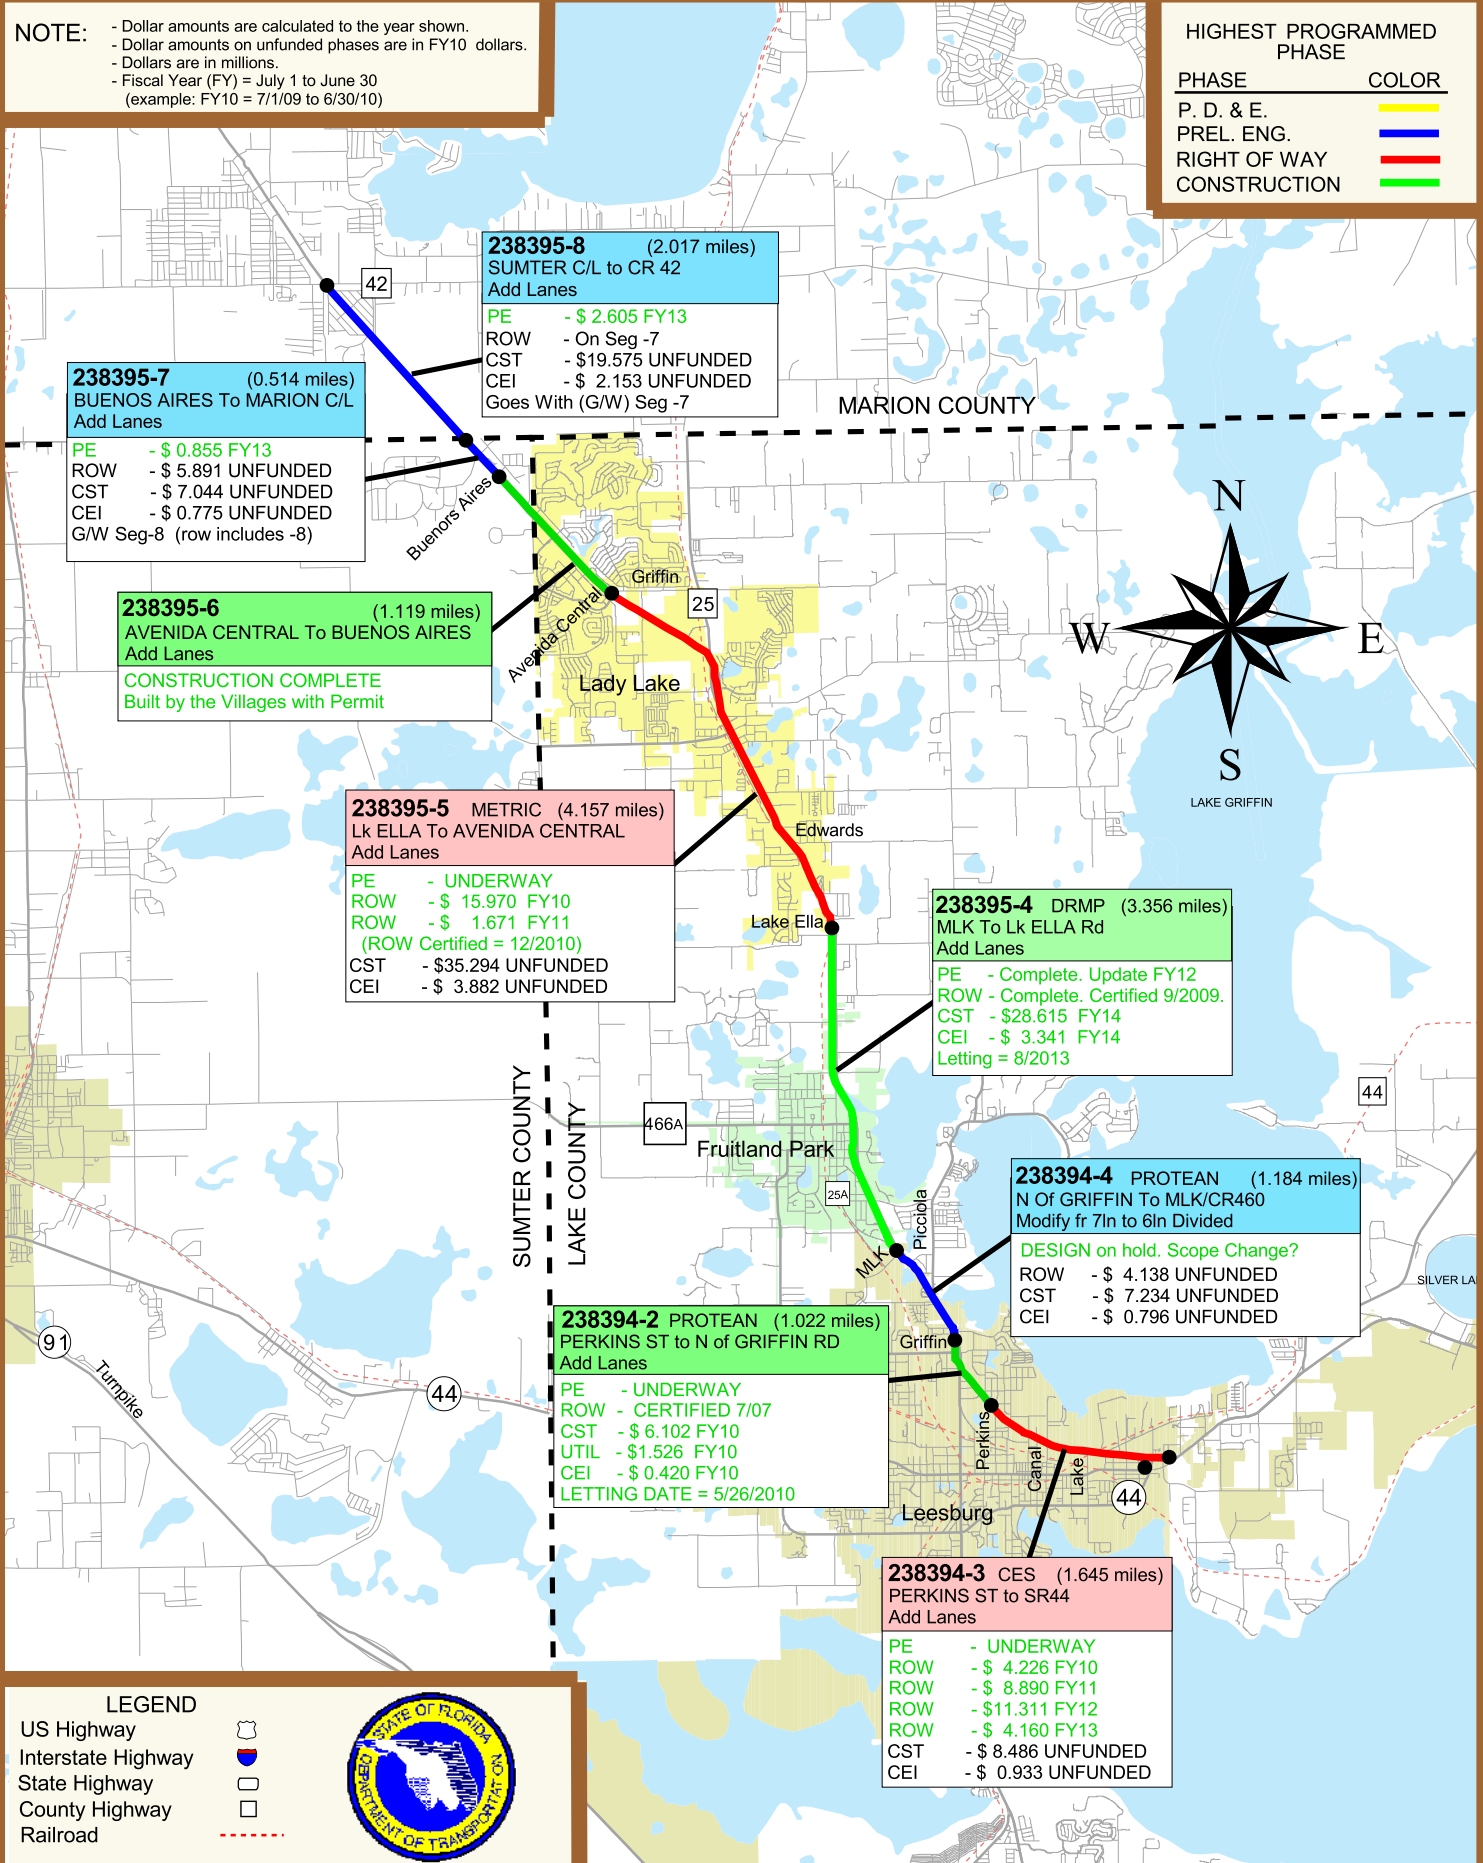 NOTE:
- Dollar amounts are calculated to the year shown.
- Dollar amounts on unfunded phases are in FY10 dollars.
- Dollars are in millions.
- Fiscal Year (FY) = July 1 to June 30
(example: FY10 = 7/1/09 to 6/30/10)
HIGHEST PROGRAMMED
PHASE
PHASE COLOR
P. D. & E.
PREL. ENG.
RIGHT OF WAY
CONSTRUCTION
238395-8 (2.017 miles)
SUMTER C/L to CR 42
Add Lanes
PE - $ 2.605 FY13
ROW - On Seg -7
CST - $19.575 UNFUNDED
CEI - $ 2.153 UNFUNDED
Goes With (G/W) Seg -7
42
238395-7 (0.514 miles)
BUENOS AIRES To MARION C/L
Add Lanes
PE - $ 0.855 FY13
ROW - $ 5.891 UNFUNDED
CST - $ 7.044 UNFUNDED
CEI - $ 0.775 UNFUNDED
G/W Seg-8 (row includes -8)
MARION COUNTY
Buenors Aires
N
W
E
S
Griffin
25
Avenida Central
238395-6 (1.119 miles)
AVENIDA CENTRAL To BUENOS AIRES
Add Lanes
CONSTRUCTION COMPLETE
Built by the Villages with Permit
Lady Lake
LAKE GRIFFIN
238395-5 METRIC (4.157 miles)
Lk ELLA To AVENIDA CENTRAL
Add Lanes
PE - UNDERWAY
ROW - $ 15.970 FY10
ROW - $ 1.671 FY11
(ROW Certified = 12/2010)
CST - $35.294 UNFUNDED
CEI - $ 3.882 UNFUNDED
Edwards
Lake Ella
238395-4 DRMP (3.356 miles)
MLK To Lk ELLA Rd
Add Lanes
PE - Complete. Update FY12
ROW - Complete. Certified 9/2009.
CST - $28.615 FY14
CEI - $ 3.341 FY14
Letting = 8/2013
SUMTER COUNTY
LAKE COUNTY
44
466A
Fruitland Park
25A
Picciola
MLK
238394-4 PROTEAN (1.184 miles)
N Of GRIFFIN To MLK/CR460
Modify fr 7ln to 6ln Divided
DESIGN on hold. Scope Change?
ROW - $ 4.138 UNFUNDED
CST - $ 7.234 UNFUNDED
CEI - $ 0.796 UNFUNDED
SILVER LA
238394-2 PROTEAN (1.022 miles)
PERKINS ST to N of GRIFFIN RD
Add Lanes
PE - UNDERWAY
ROW - CERTIFIED 7/07
CST - $ 6.102 FY10
UTIL - $1.526 FY10
CEI - $ 0.420 FY10
LETTING DATE = 5/26/2010
Griffin
91
Turnpike
44
Perkins
Canal
Lake
44
Leesburg
238394-3 CES (1.645 miles)
PERKINS ST to SR44
Add Lanes
PE - UNDERWAY
ROW - $ 4.226 FY10
ROW - $ 8.890 FY11
ROW - $11.311 FY12
ROW - $ 4.160 FY13
CST - $ 8.486 UNFUNDED
CEI - $ 0.933 UNFUNDED
LEGEND
US Highway
Interstate Highway
State Highway
County Highway
Railroad
STATE OF FLORIDA
DEPARTMENT OF TRANSPORTATION